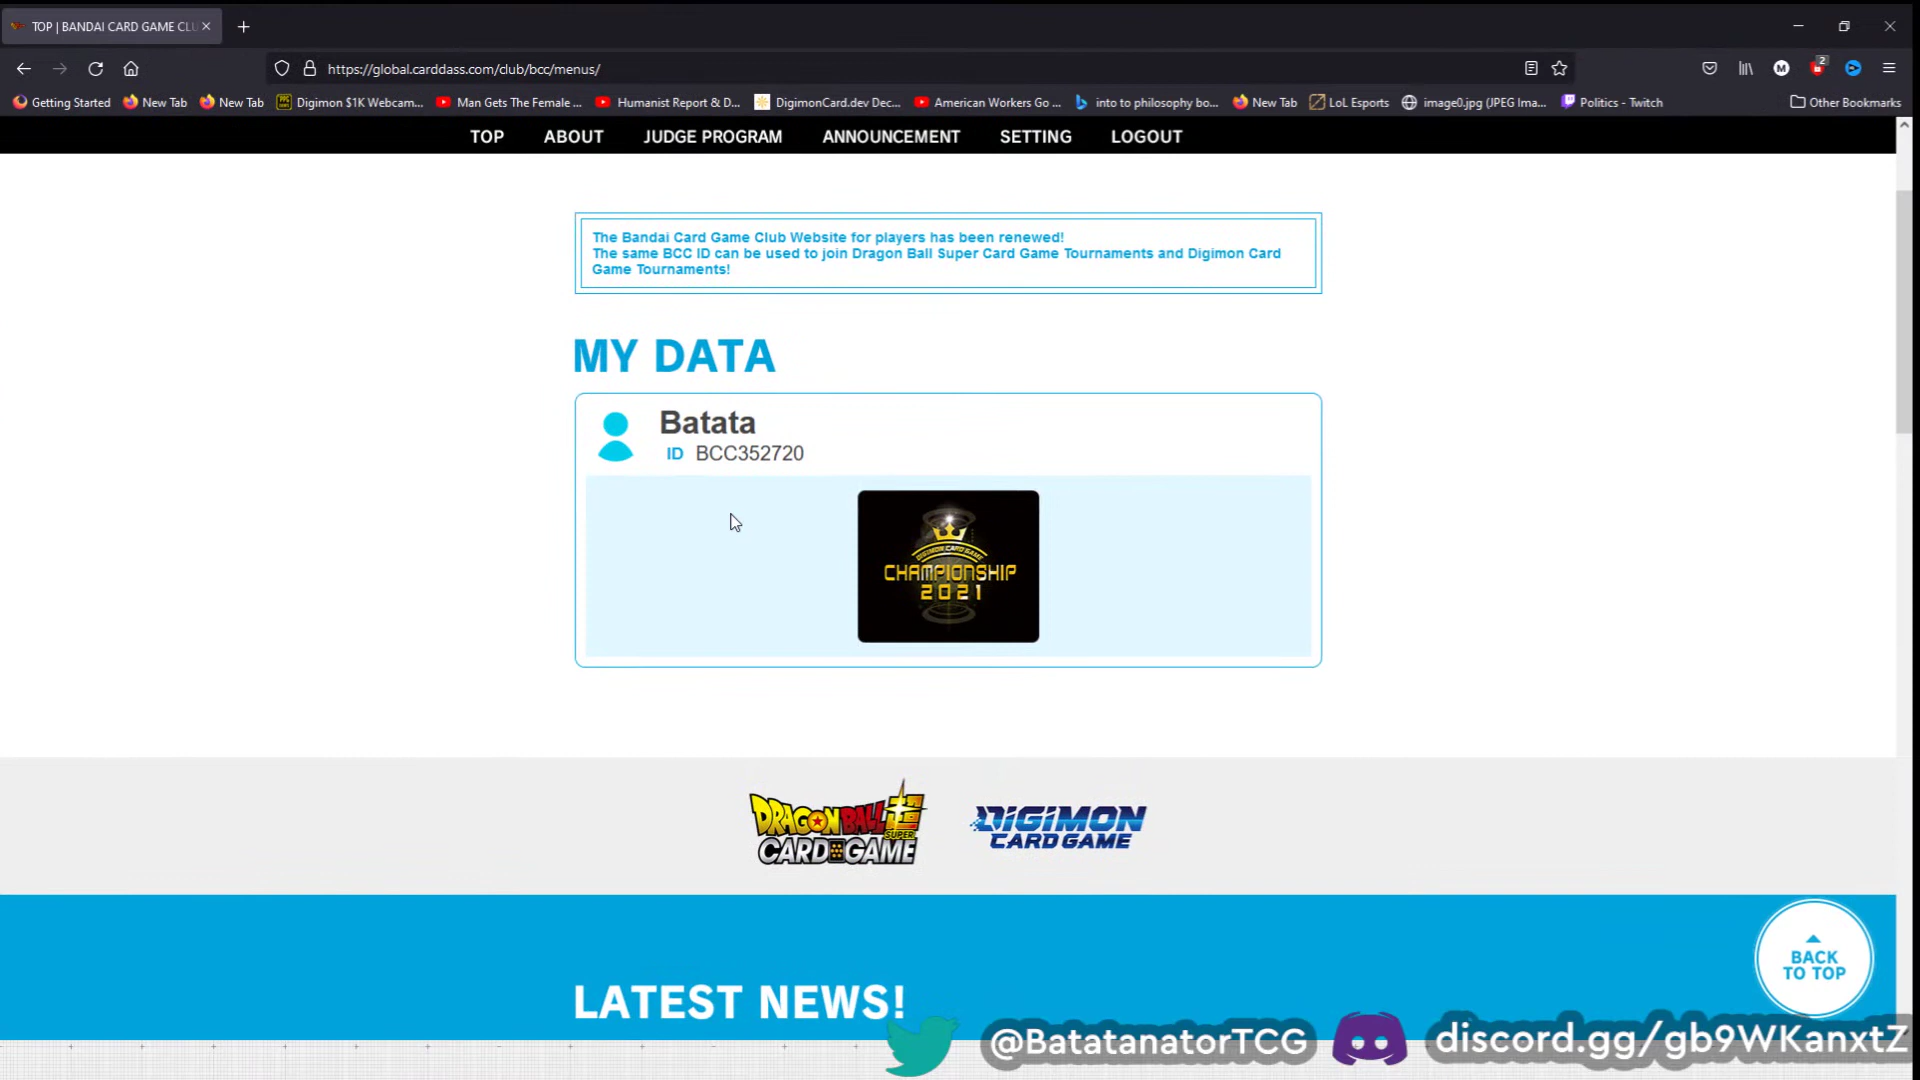 TOP | BANDAI CARD GAME CLU
https://global.carddass.com/club/bcc/menus/
2
Getting Started
New Tab
New Tab
Digimon $1K Webcam...
Man Gets The Female ...
Humanist Report & D...
DigimonCard.dev Dec...
American Workers Go ...
into to philosophy bo...
New Tab
LoL Esports
image0.jpg (JPEG Ima...
Politics - Twitch
Other Bookmarks
TOP
ABOUT
JUDGE PROGRAM
ANNOUNCEMENT
SETTING
LOGOUT
The Bandai Card Game Club Website for players has been renewed!
The same BCC ID can be used to join Dragon Ball Super Card Game Tournaments and Digimon Card
Game Tournaments!
MY DATA
Batata
ID BCC352720
DIGIMON CARD GAME
CHAMPIONSHIP
2021
DRAGON BALL
SUPER
CARD GAME
DIGIMON
CARD GAME
BACK
TO TOP
LATEST NEWS!
@BatatanatorTCG
discord.gg/gb9WKanxtZ